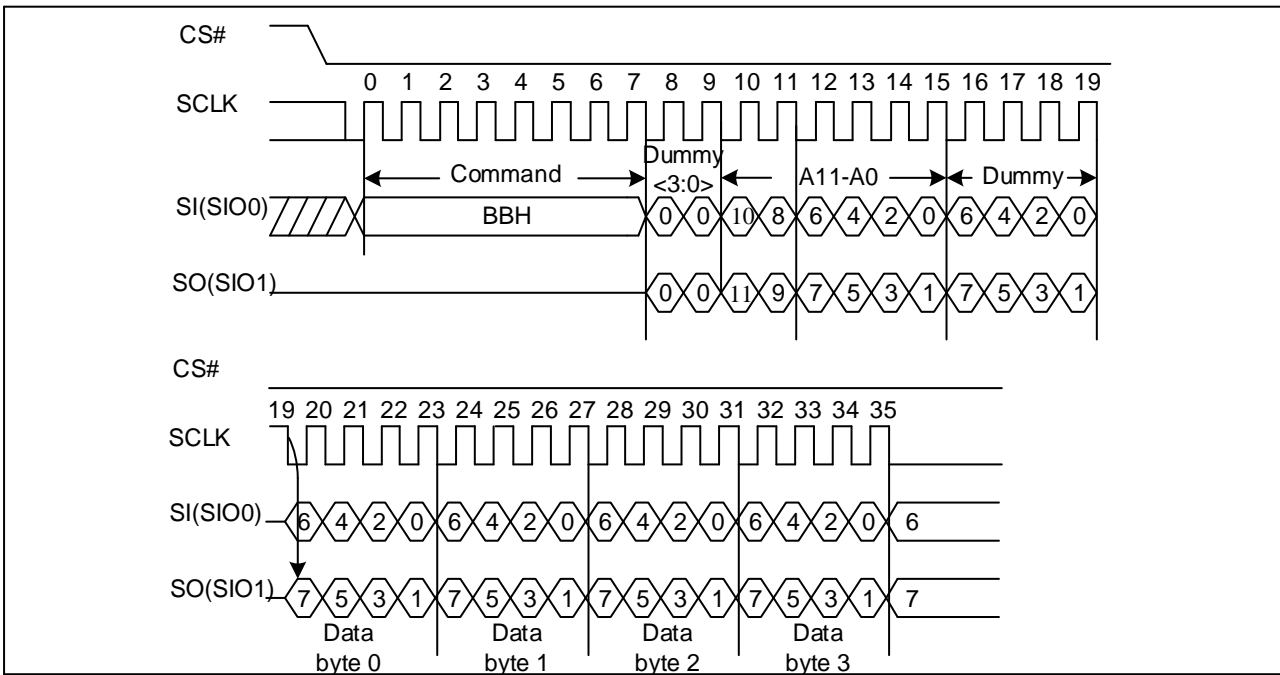 CS#
0 1 2 3 4 5 6 7 8 9 10 11 12 13 14 15 16 17 18 19
SCLK
Dummy
Command <3:0> A11-A0 Dummy
SI(SIO0) BBH 0 0 10 8 6 4 2 0 6 4 2 0
SO(SIO1) 0 0 11 9 7 5 3 1 7 5 3 1
CS#
19 20 21 22 23 24 25 26 27 28 29 30 31 32 33 34 35
SCLK
SI(SIO0) 6 4 2 0 6 4 2 0 6 4 2 0 6 4 2 0 6
SO(SIO1) 7 5 3 1 7 5 3 1 7 5 3 1 7 5 3 1 7
Data Data Data Data
byte 0 byte 1 byte 2 byte 3